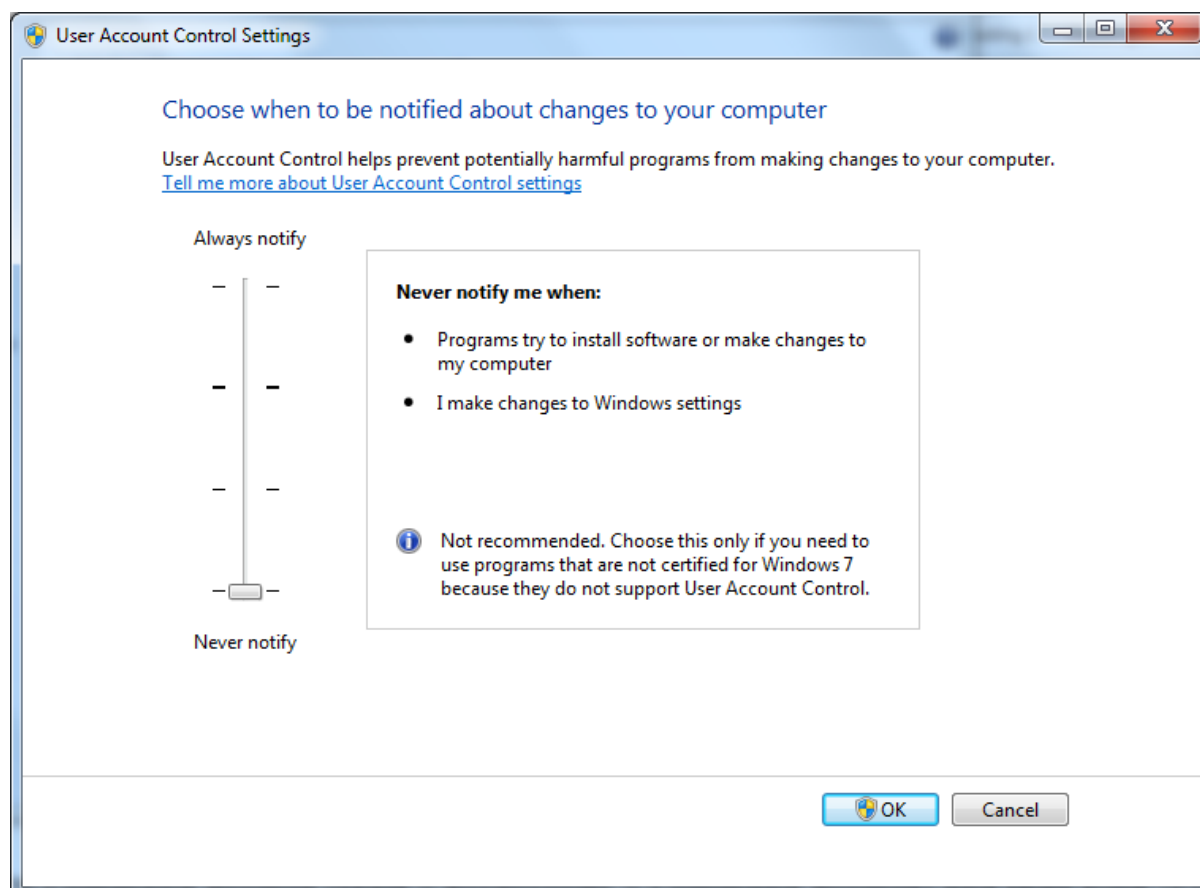 User Account Control Settings
Choose when to be notified about changes to your computer
User Account Control helps prevent potentially harmful programs from making changes to your computer.
Tell me more about User Account Control settings
Always notify
Never notify me when:
Programs try to install software or make changes to
my computer
I make changes to Windows settings
Not recommended. Choose this only if you need to
use programs that are not certified for Windows 7
because they do not support User Account Control.
Never notify
OK
Cancel